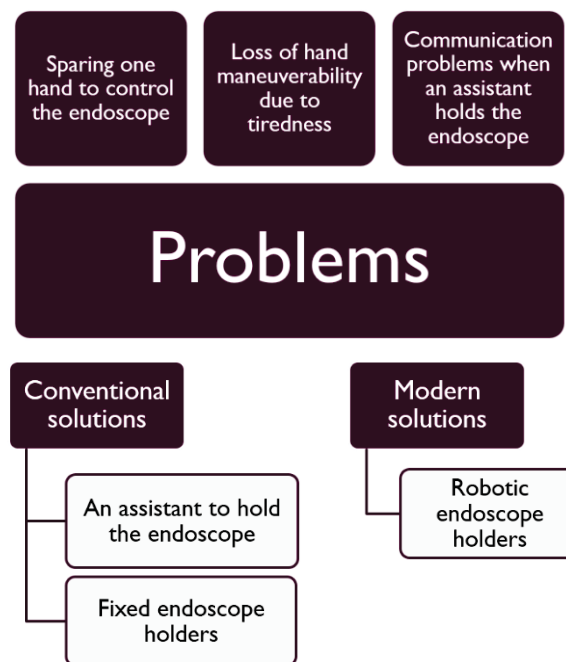 Sparing one
hand to control
the endoscope
Loss of hand
maneuverability
due to
tiredness
Communication
problems when
an assistant
holds the
endoscope
Problems
Conventional
solutions
An assistant to hold
the endoscope
Fixed endoscope
holders
Modern
solutions
Robotic
endoscope
holders